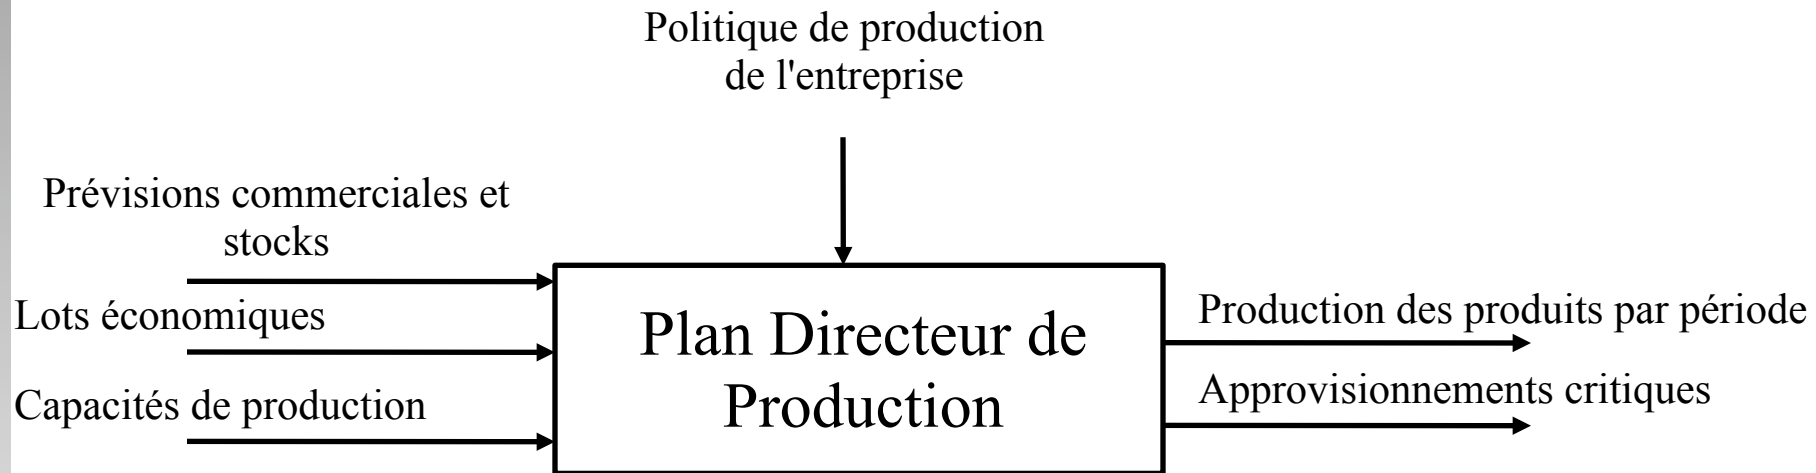 Politique de production
de l'entreprise
Prévisions commerciales et
stocks
Lots économiques
Capacités de production
Plan Directeur de
Production
Production des produits par période
Approvisionnements critiques